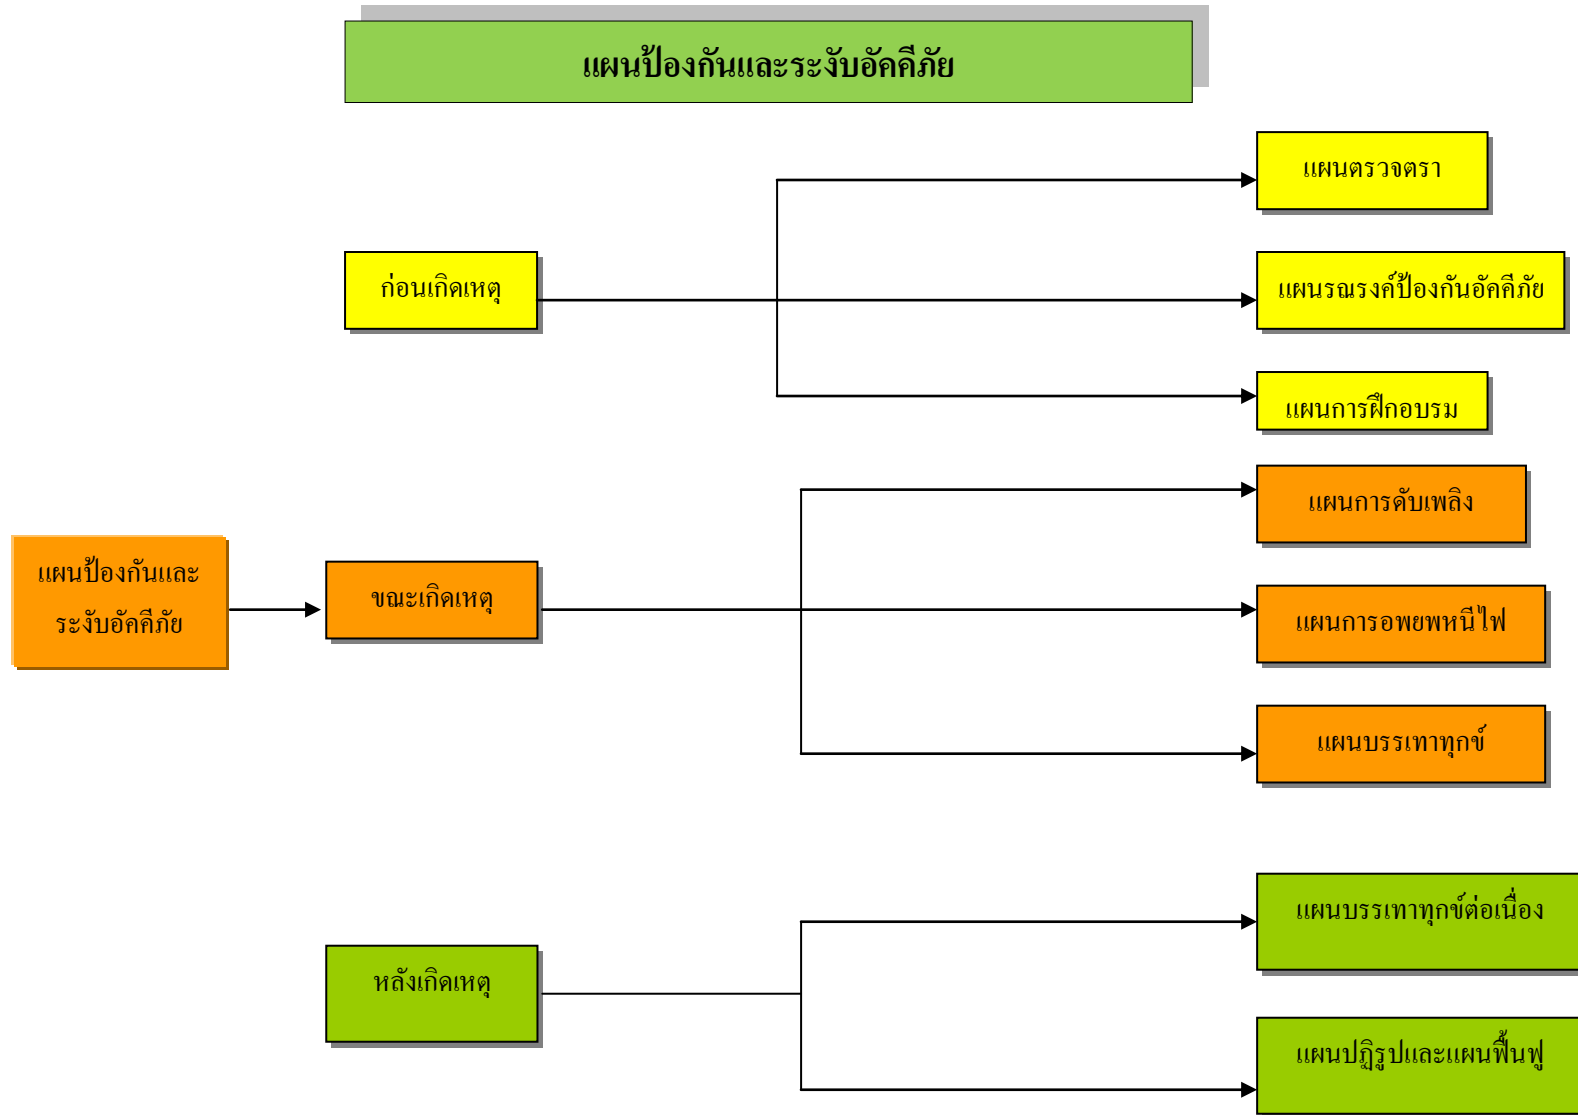 แผนป้องกันและระงับอัคคีภัย
แผนตรวจตรา
ก่อนเกิดเหตุ
แผนรณรงค์ป้องกันอัคคีภัย
แผนการฝึกอบรม
แผนการดับเพลิง
แผนป้องกันและ
ระงับอัคคีภัย
ขณะเกิดเหตุ
แผนการอพยพหนีไฟ
แผนบรรเทาทุกข์
แผนบรรเทาทุกข์ต่อเนื่อง
หลังเกิดเหตุ
แผนปฏิรูปและแผนฟื้นฟู